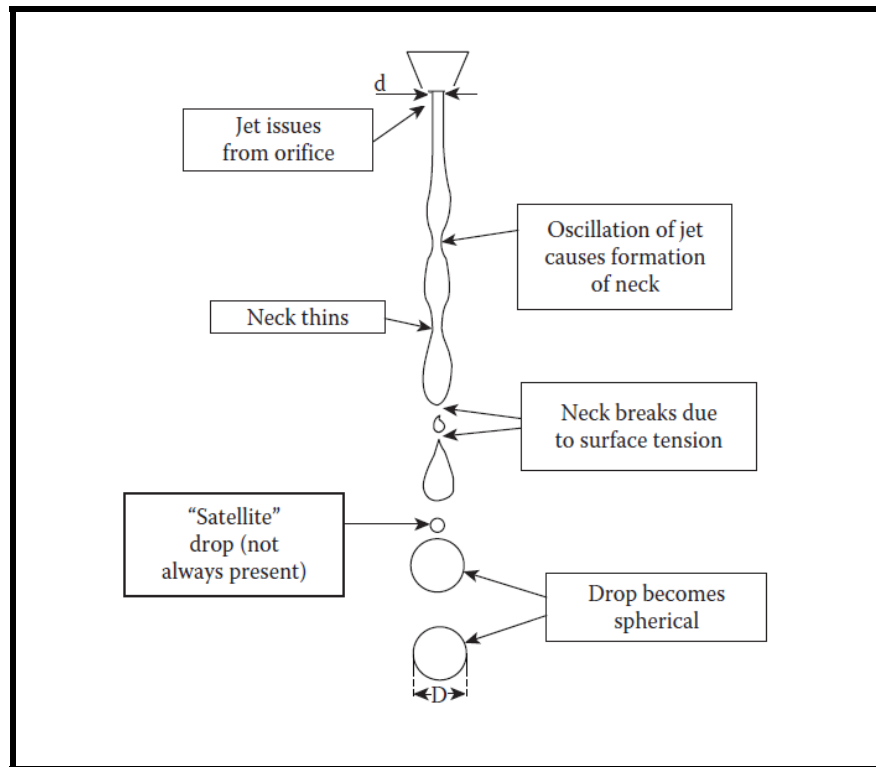 d
Jet issues
from orifice
Oscillation of jet
causes formation
of neck
Neck thins
Neck breaks due
to surface tension
“Satellite”
drop (not
always present)
Drop becomes
spherical
D